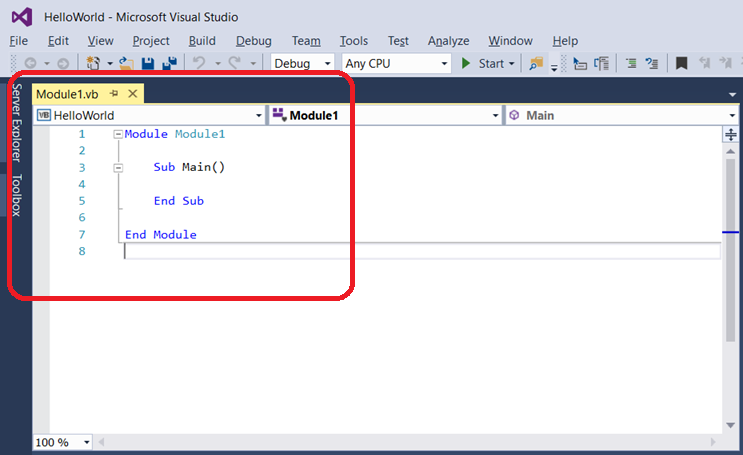 HelloWorld - Microsoft Visual Studio
File Edit View Project Build Debug Team Tools Test Analyze Window Help
Debug Any CPU Start
Module1.vb
VB HelloWorld Module1 Main
Server Explorer
Toolbox
1 Module Module1
2
3 Sub Main()
4
5 End Sub
6
7 End Module
8
100 %